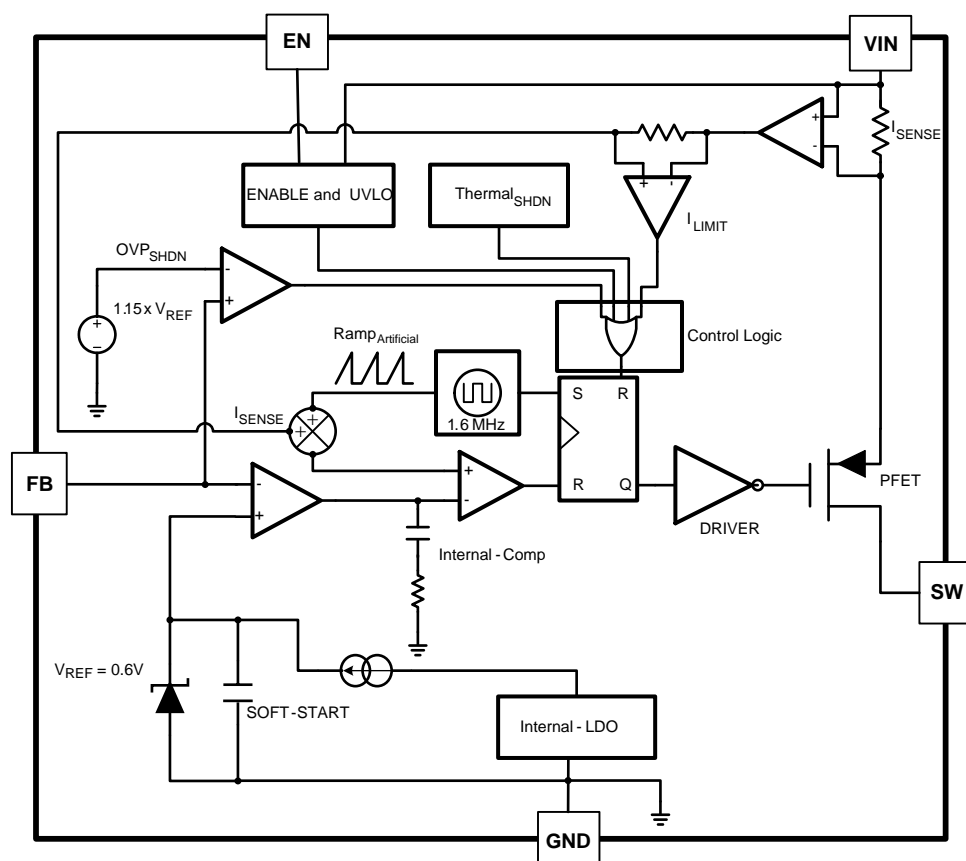 EN
VIN
+
-
ISENSE
ENABLE and UVLO
ThermalSHDN
+ -
ILIMIT
OVPSHDN
-
+
1.15 x VREF
+
−
Control Logic
RampArtificial
1.6 MHz
S R
ISENSE
+
+
FB
-
+
+
-
R Q
DRIVER
PFET
Internal - Comp
SW
VREF = 0.6V
SOFT-START
Internal - LDO
GND